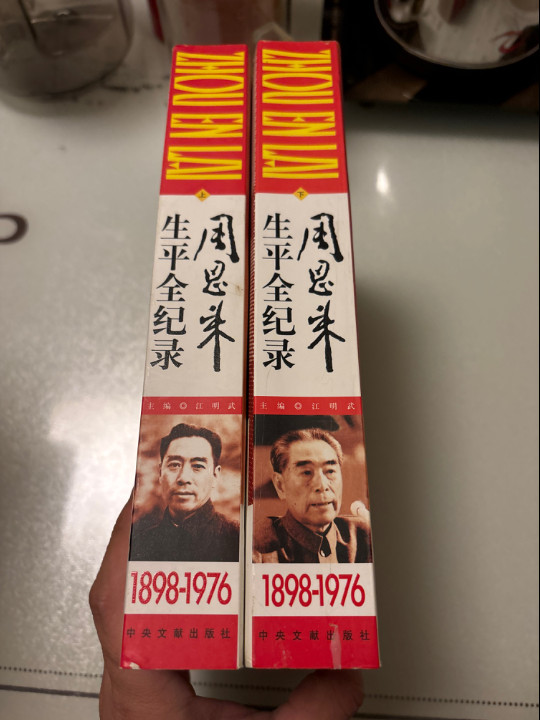 ZHOU EN LAI
上
周恩来
生平全纪录
主编◎江明武
1898-1976
中央文献出版社
ZHOU EN LAI
下
周恩来
生平全纪录
主编◎江明武
1898-1976
中央文献出版社